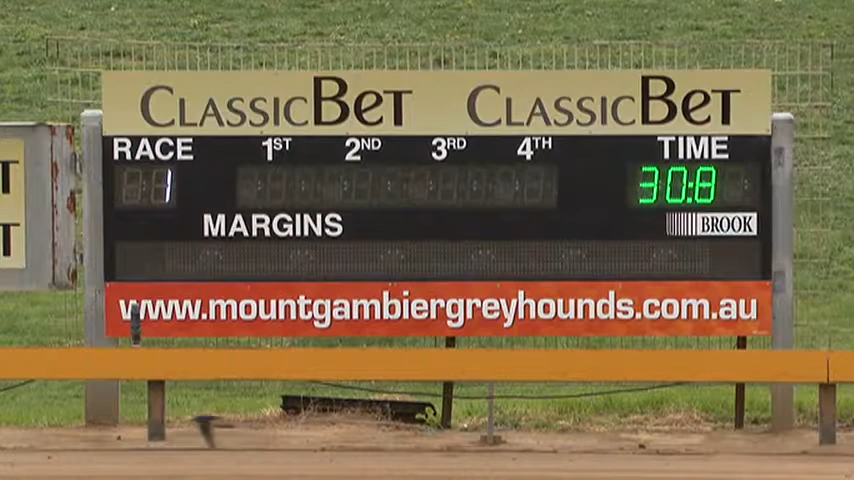 CLASSICBET CLASSICBET
RACE 1ST 2ND 3RD 4TH TIME
1 30:8
MARGINS BROOK
www.mountgambiergreyhounds.com.au